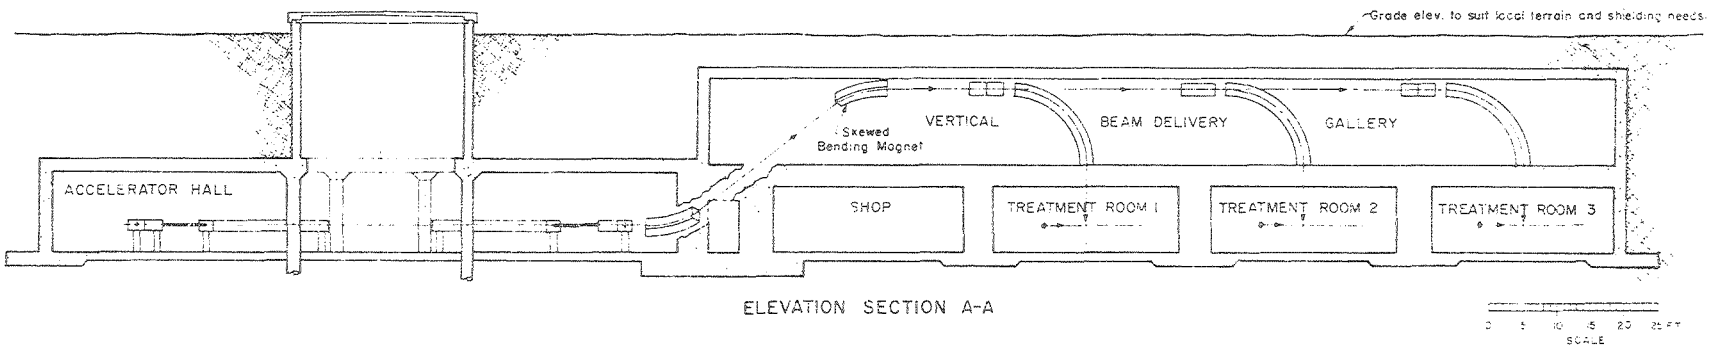 Grade elev. to suit local terrain and shielding needs.
VERTICAL BEAM DELIVERY GALLERY
Skewed
Bending Magnet
ACCELERATOR HALL
SHOP TREATMENT ROOM 1 TREATMENT ROOM 2 TREATMENT ROOM 3
ELEVATION SECTION A-A
0 5 10 15 20 25 FT
SCALE